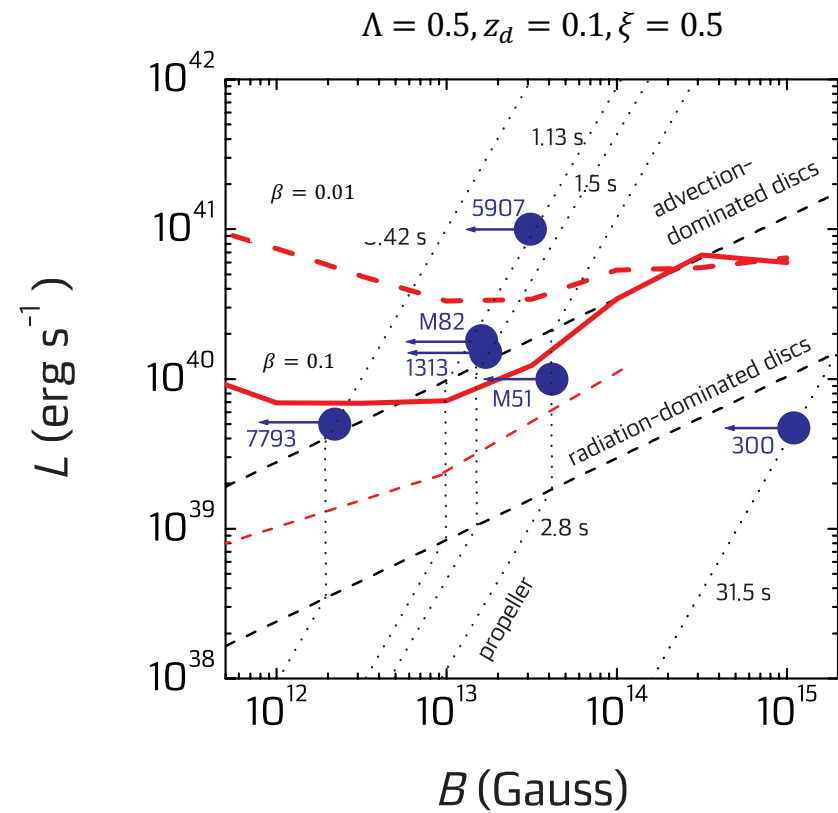 Λ = 0.5, z_d = 0.1, ξ = 0.5
10^42
1.13 s
advection-
dominated discs
β = 0.01
1.5 s
5907
10^41
.42 s
L (erg s^−1)
M82
β = 0.1
1313
10^40
M51
radiation-dominated discs
7793
300
10^39
2.8 s
propeller
31.5 s
10^38
10^12
10^13
10^14
10^15
B (Gauss)